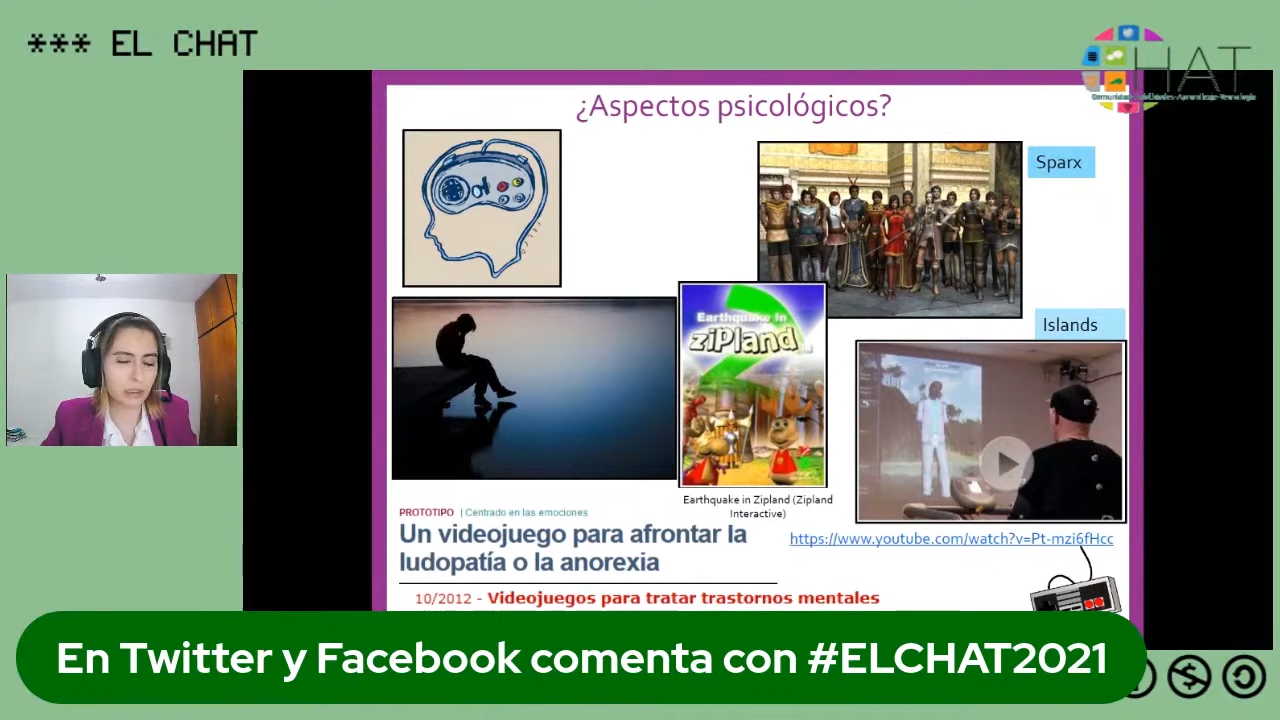 *** EL CHAT
HAT
¿Aspectos psicológicos?
Sparx
Earthquake in
ziPland
Islands
Earthquake in Zipland (Zipland
Interactive)
PROTOTIPO | Centrado en las emociones
Un videojuego para afrontar la
ludopatía o la anorexia
https://www.youtube.com/watch?v=Pt-mzi6fHcc
10/2012 - Videojuegos para tratar trastornos mentales
En Twitter y Facebook comenta con #ELCHAT2021